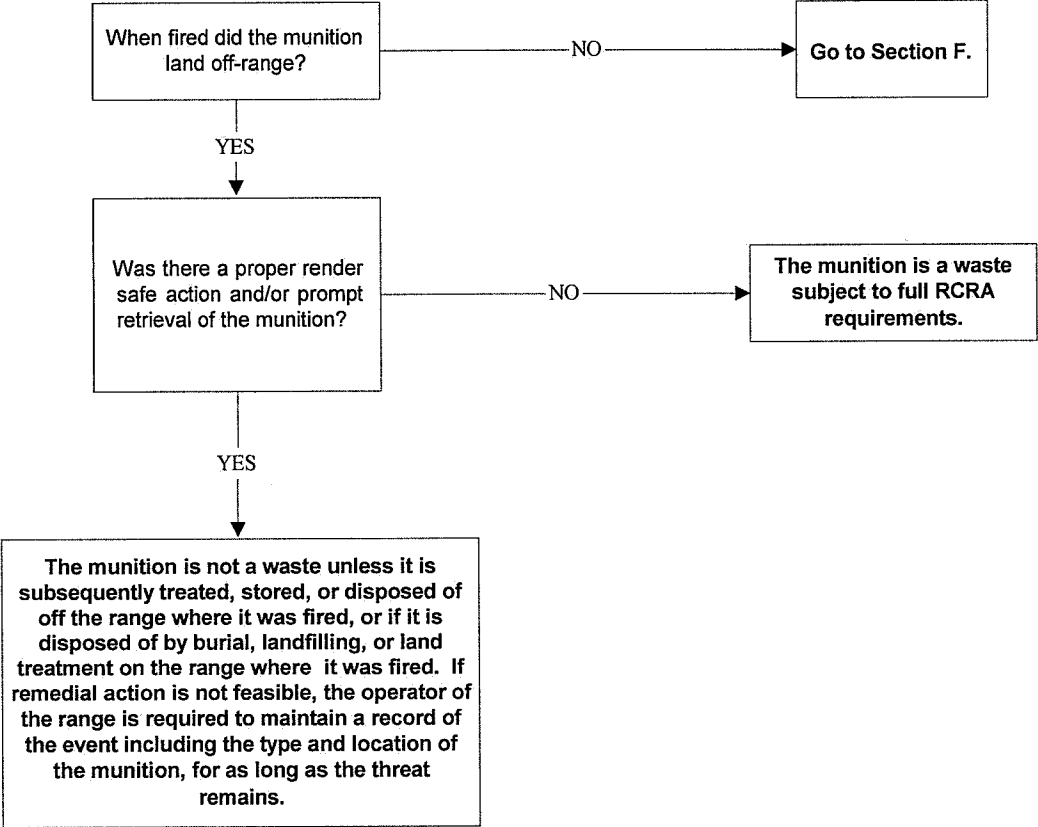 When fired did the munition
land off-range?
NO
Go to Section F.
YES
Was there a proper render
safe action and/or prompt
retrieval of the munition?
NO
The munition is a waste
subject to full RCRA
requirements.
YES
The munition is not a waste unless it is
subsequently treated, stored, or disposed of
off the range where it was fired, or if it is
disposed of by burial, landfilling, or land
treatment on the range where it was fired. If
remedial action is not feasible, the operator of
the range is required to maintain a record of
the event including the type and location of
the munition, for as long as the threat
remains.